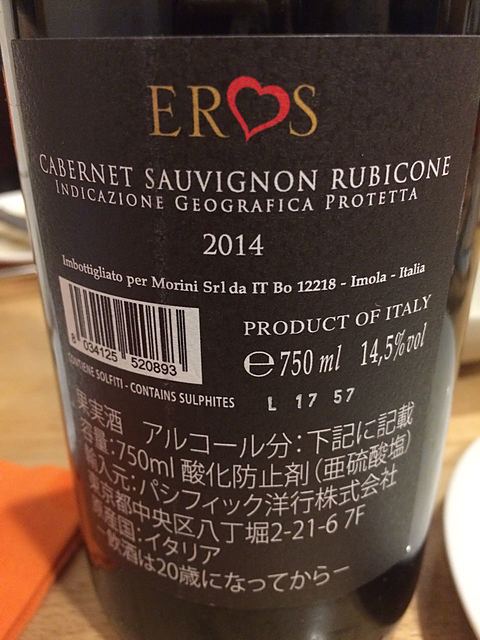 EROS
CABERNET SAUVIGNON RUBICONE
INDICAZIONE GEOGRAFICA PROTETTA
2014
Imbottigliato per Morini Srl da IT Bo 12218 - Imola - Italia
PRODUCT OF ITALY
8 034125 520893
℮ 750 ml 14,5% vol
CONTIENE SOLFITI - CONTAINS SULPHITES
L 17 57
果実酒 アルコール分：下記に記載
容量：750ml 酸化防止剤（亜硫酸塩）
輸入元：パシフィック洋行株式会社
東京都中央区八丁堀2-21-6 7F
原産国：イタリア
ー飲酒は20歳になってからー